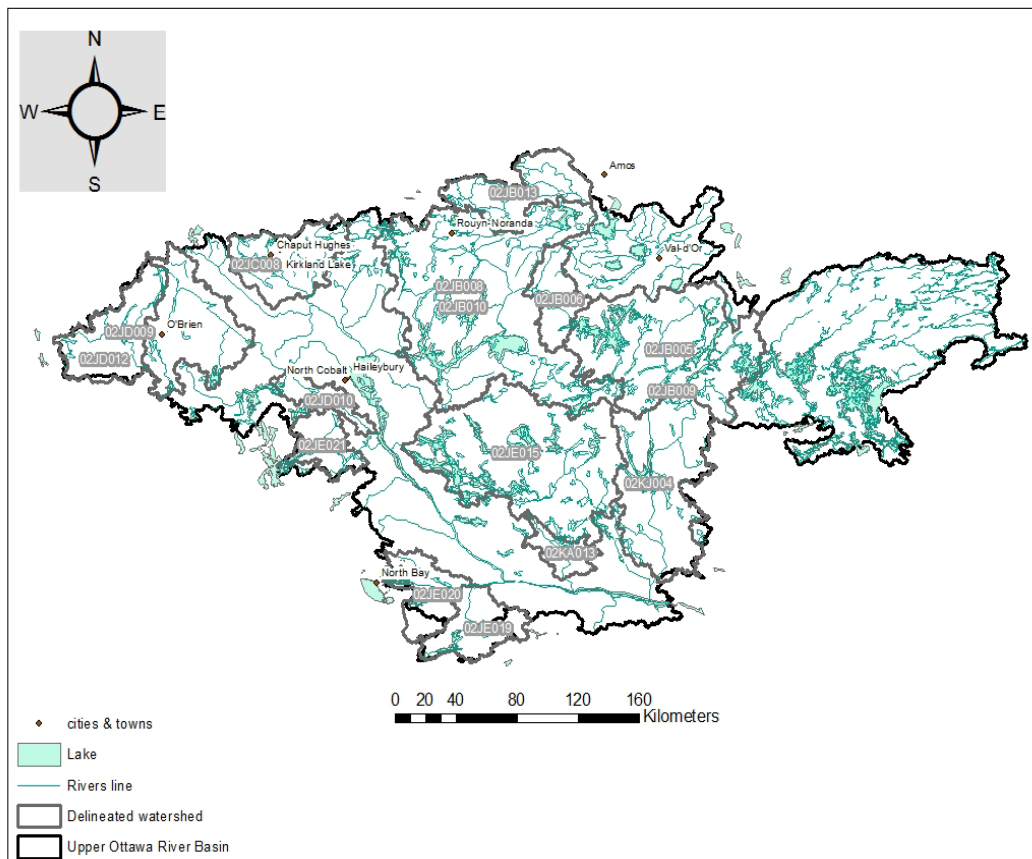 N
W E
S
Amos
02JB013
Rouyn-Noranda
Chaput Hughes
Val-d'Or
02JC008
Kirkland Lake
02JB008
02JB006
02JB010
O'Brien
02JD009
02JB005
02JD012
North Cobalt
Haileybury
02JD010
02JB009
02JE021
02JE015
02KJ004
02KA013
North Bay
02JE020
02JE019
0 20 40 80 120 160
Kilometers
cities & towns
Lake
Rivers line
Delineated watershed
Upper Ottawa River Basin